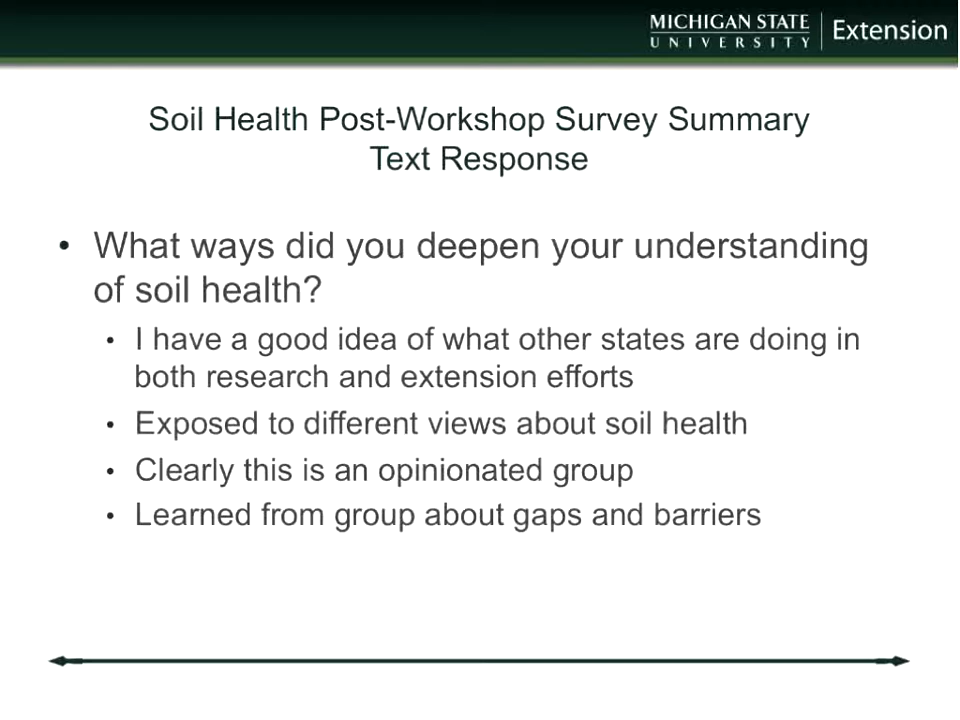 MICHIGAN STATE
UNIVERSITY
Extension
Soil Health Post-Workshop Survey Summary
Text Response
• What ways did you deepen your understanding
of soil health?
• I have a good idea of what other states are doing in
both research and extension efforts
• Exposed to different views about soil health
• Clearly this is an opinionated group
• Learned from group about gaps and barriers